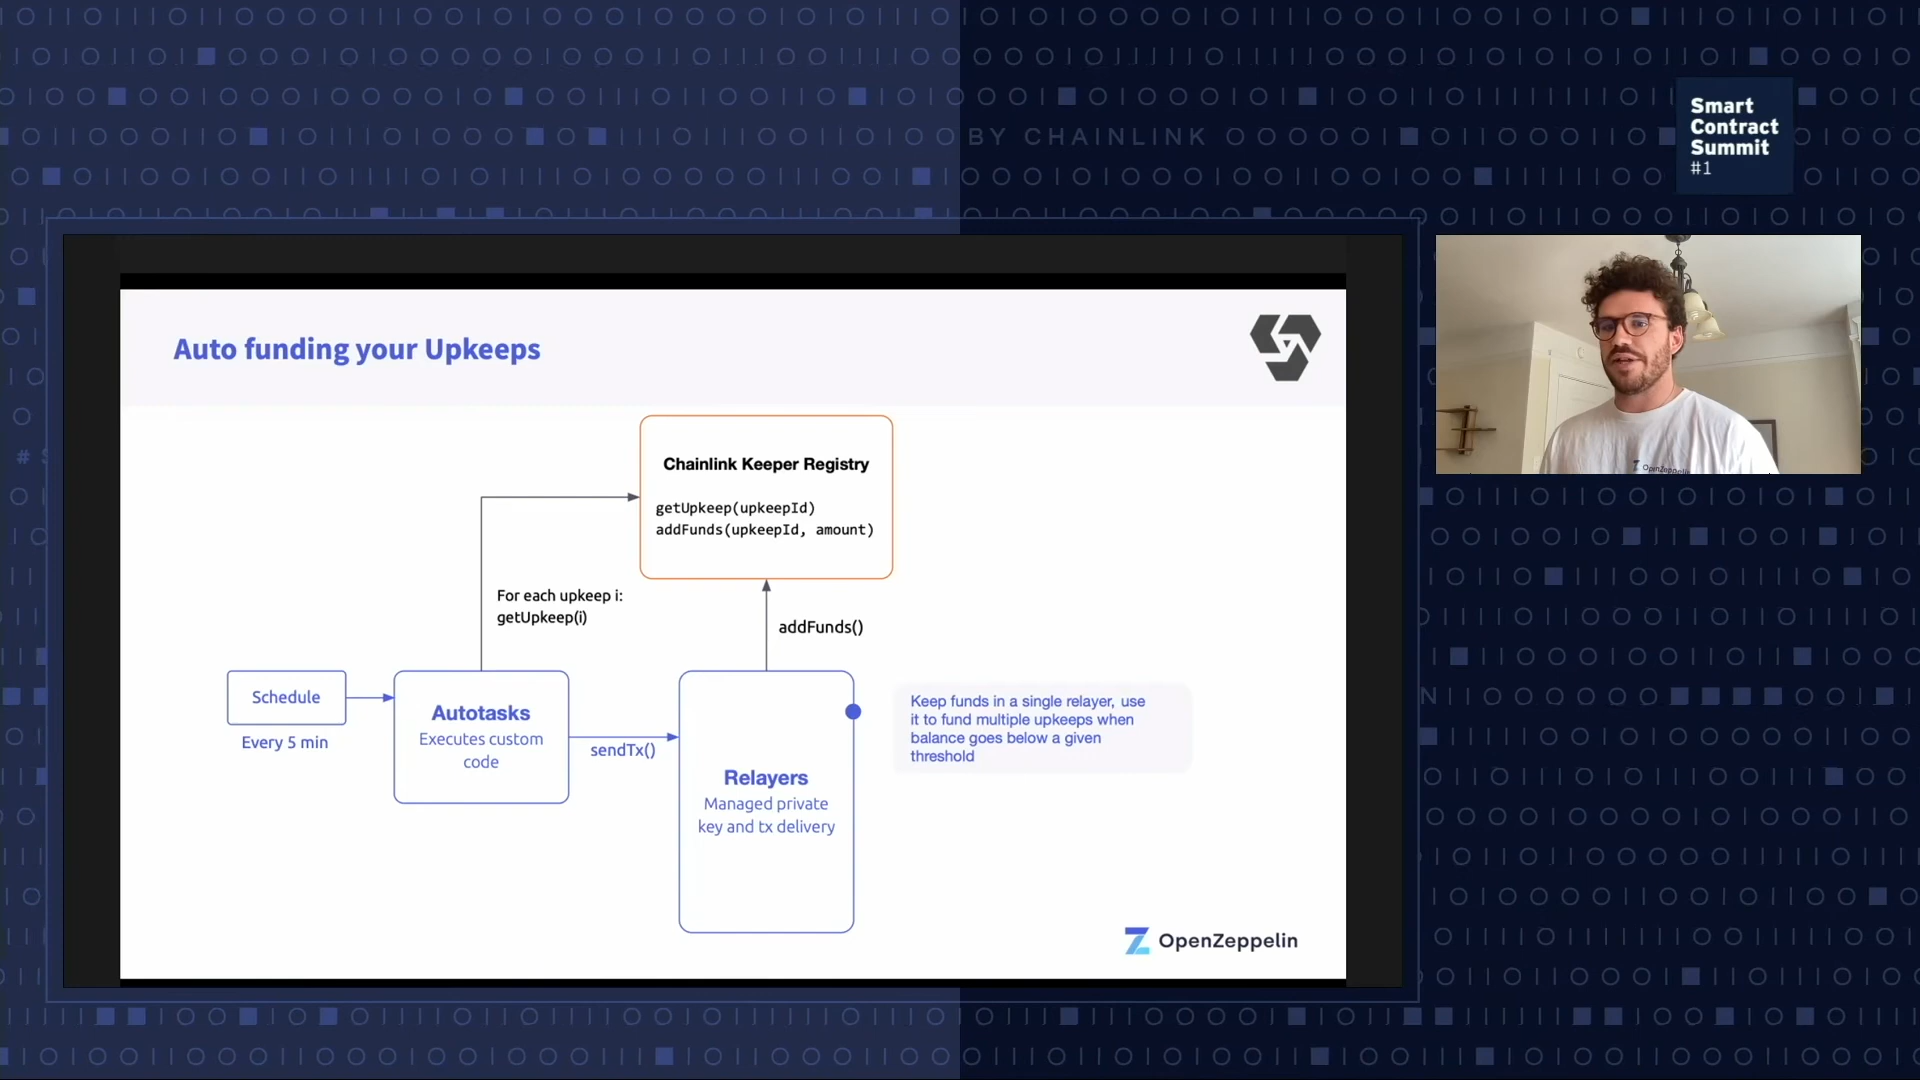 BY CHAINLINK
Smart
Contract
Summit
#1
Auto funding your Upkeeps
Chainlink Keeper Registry
getUpkeep(upkeepId)
addFunds(upkeepId, amount)
For each upkeep i:
getUpkeep(i)
addFunds()
Schedule
Every 5 min
Autotasks
Executes custom
code
sendTx()
Relayers
Managed private
key and tx delivery
Keep funds in a single relayer, use
it to fund multiple upkeeps when
balance goes below a given
threshold
OpenZeppelin
OpenZeppelin